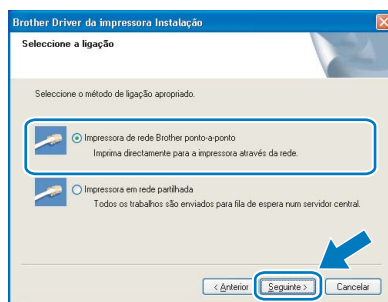 Brother Driver da impressora Instalação
Seleccione a ligação
Seleccione o método de ligação apropriado.
Impressora de rede Brother ponto-a-ponto
Imprima directamente para a impressora através da rede.
Impressora em rede partilhada
Todos os trabalhos são enviados para fila de espera num servidor central.
< Anterior Seguinte > Cancelar